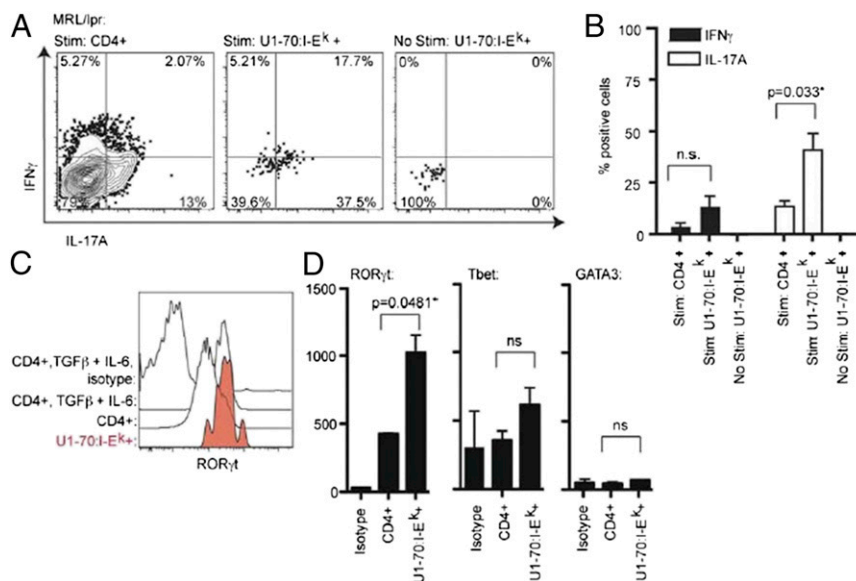 A
MRL/lpr:
Stim: CD4+
Stim: U1-70:I-Eᵏ +
No Stim: U1-70:I-Eᵏ+
5.27%
2.07%
5.21%
17.7%
0%
0%
79%
13%
39.6%
37.5%
100%
0%
IFNγ
IL-17A
B
IFNγ
IL-17A
% positive cells
100
75
50
25
0
n.s.
p=0.033*
Stim: CD4 +
Stim: U1-70:I-E ᵏ +
No Stim: U1-70:I-E ᵏ +
Stim: CD4 +
Stim: U1-70:I-E ᵏ +
No Stim: U1-70:I-E ᵏ +
C
CD4+,TGFβ + IL-6,
isotype:
CD4+, TGFβ + IL-6:
CD4+:
U1-70:I-Eᵏ+:
RORγt
D
RORγt:
Tbet:
GATA3:
1500
1000
500
0
p=0.0481*
ns
ns
Isotype
CD4+
U1-70:I-E ᵏ+
Isotype
CD4+
U1-70:I-E ᵏ+
Isotype
CD4+
U1-70:I-E ᵏ+